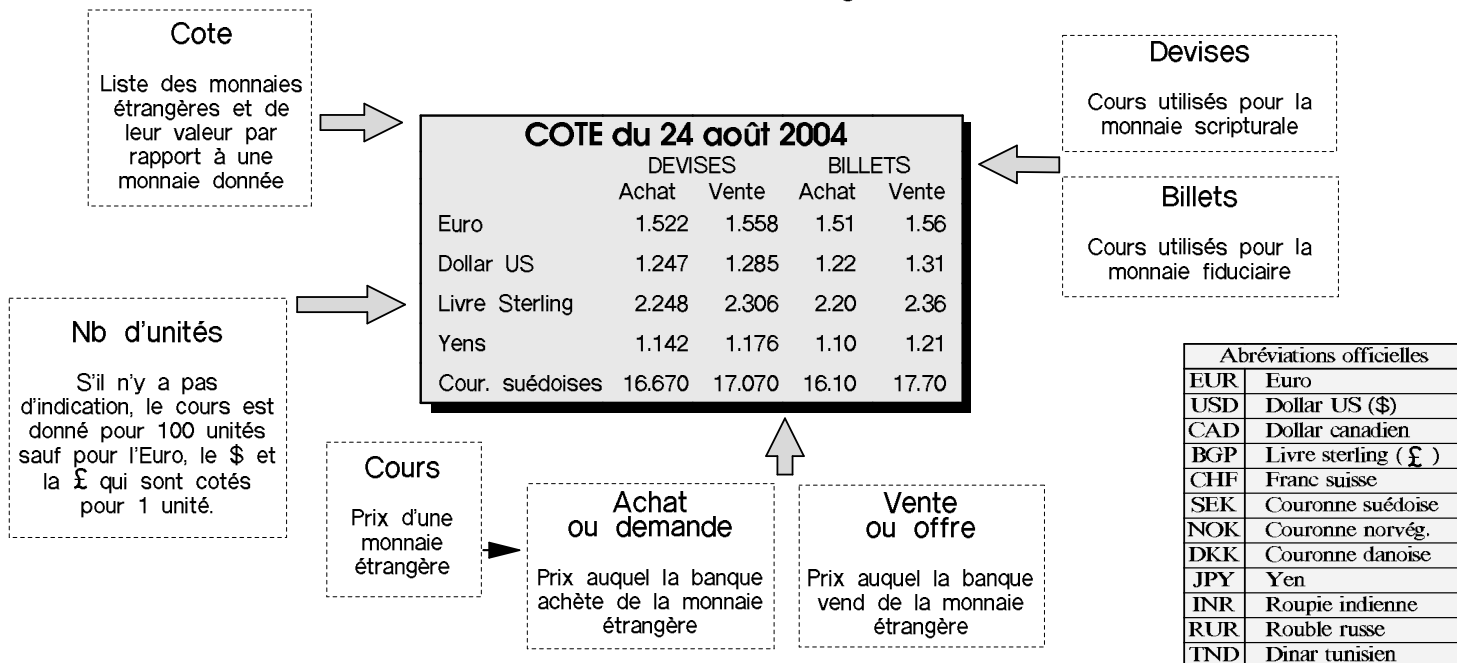 Cote
Liste des monnaies
étrangères et de
leur valeur par
rapport à une
monnaie donnée
Devises
Cours utilisés pour la
monnaie scripturale
Billets
Cours utilisés pour la
monnaie fiduciaire
COTE du 24 août 2004
DEVISES BILLETS
Achat Vente Achat Vente
Euro 1.522 1.558 1.51 1.56
Dollar US 1.247 1.285 1.22 1.31
Livre Sterling 2.248 2.306 2.20 2.36
Yens 1.142 1.176 1.10 1.21
Cour. suédoises 16.670 17.070 16.10 17.70
Nb d'unités
S'il n'y a pas
d'indication, le cours est
donné pour 100 unités
sauf pour l'Euro, le $ et
la £ qui sont cotés
pour 1 unité.
Cours
Prix d'une
monnaie
étrangère
Achat
ou demande
Prix auquel la banque
achète de la monnaie
étrangère
Vente
ou offre
Prix auquel la banque
vend de la monnaie
étrangère
Abréviations officielles
EUR Euro
USD Dollar US ($)
CAD Dollar canadien
BGP Livre sterling ( £ )
CHF Franc suisse
SEK Couronne suédoise
NOK Couronne norvég.
DKK Couronne danoise
JPY Yen
INR Roupie indienne
RUR Rouble russe
TND Dinar tunisien